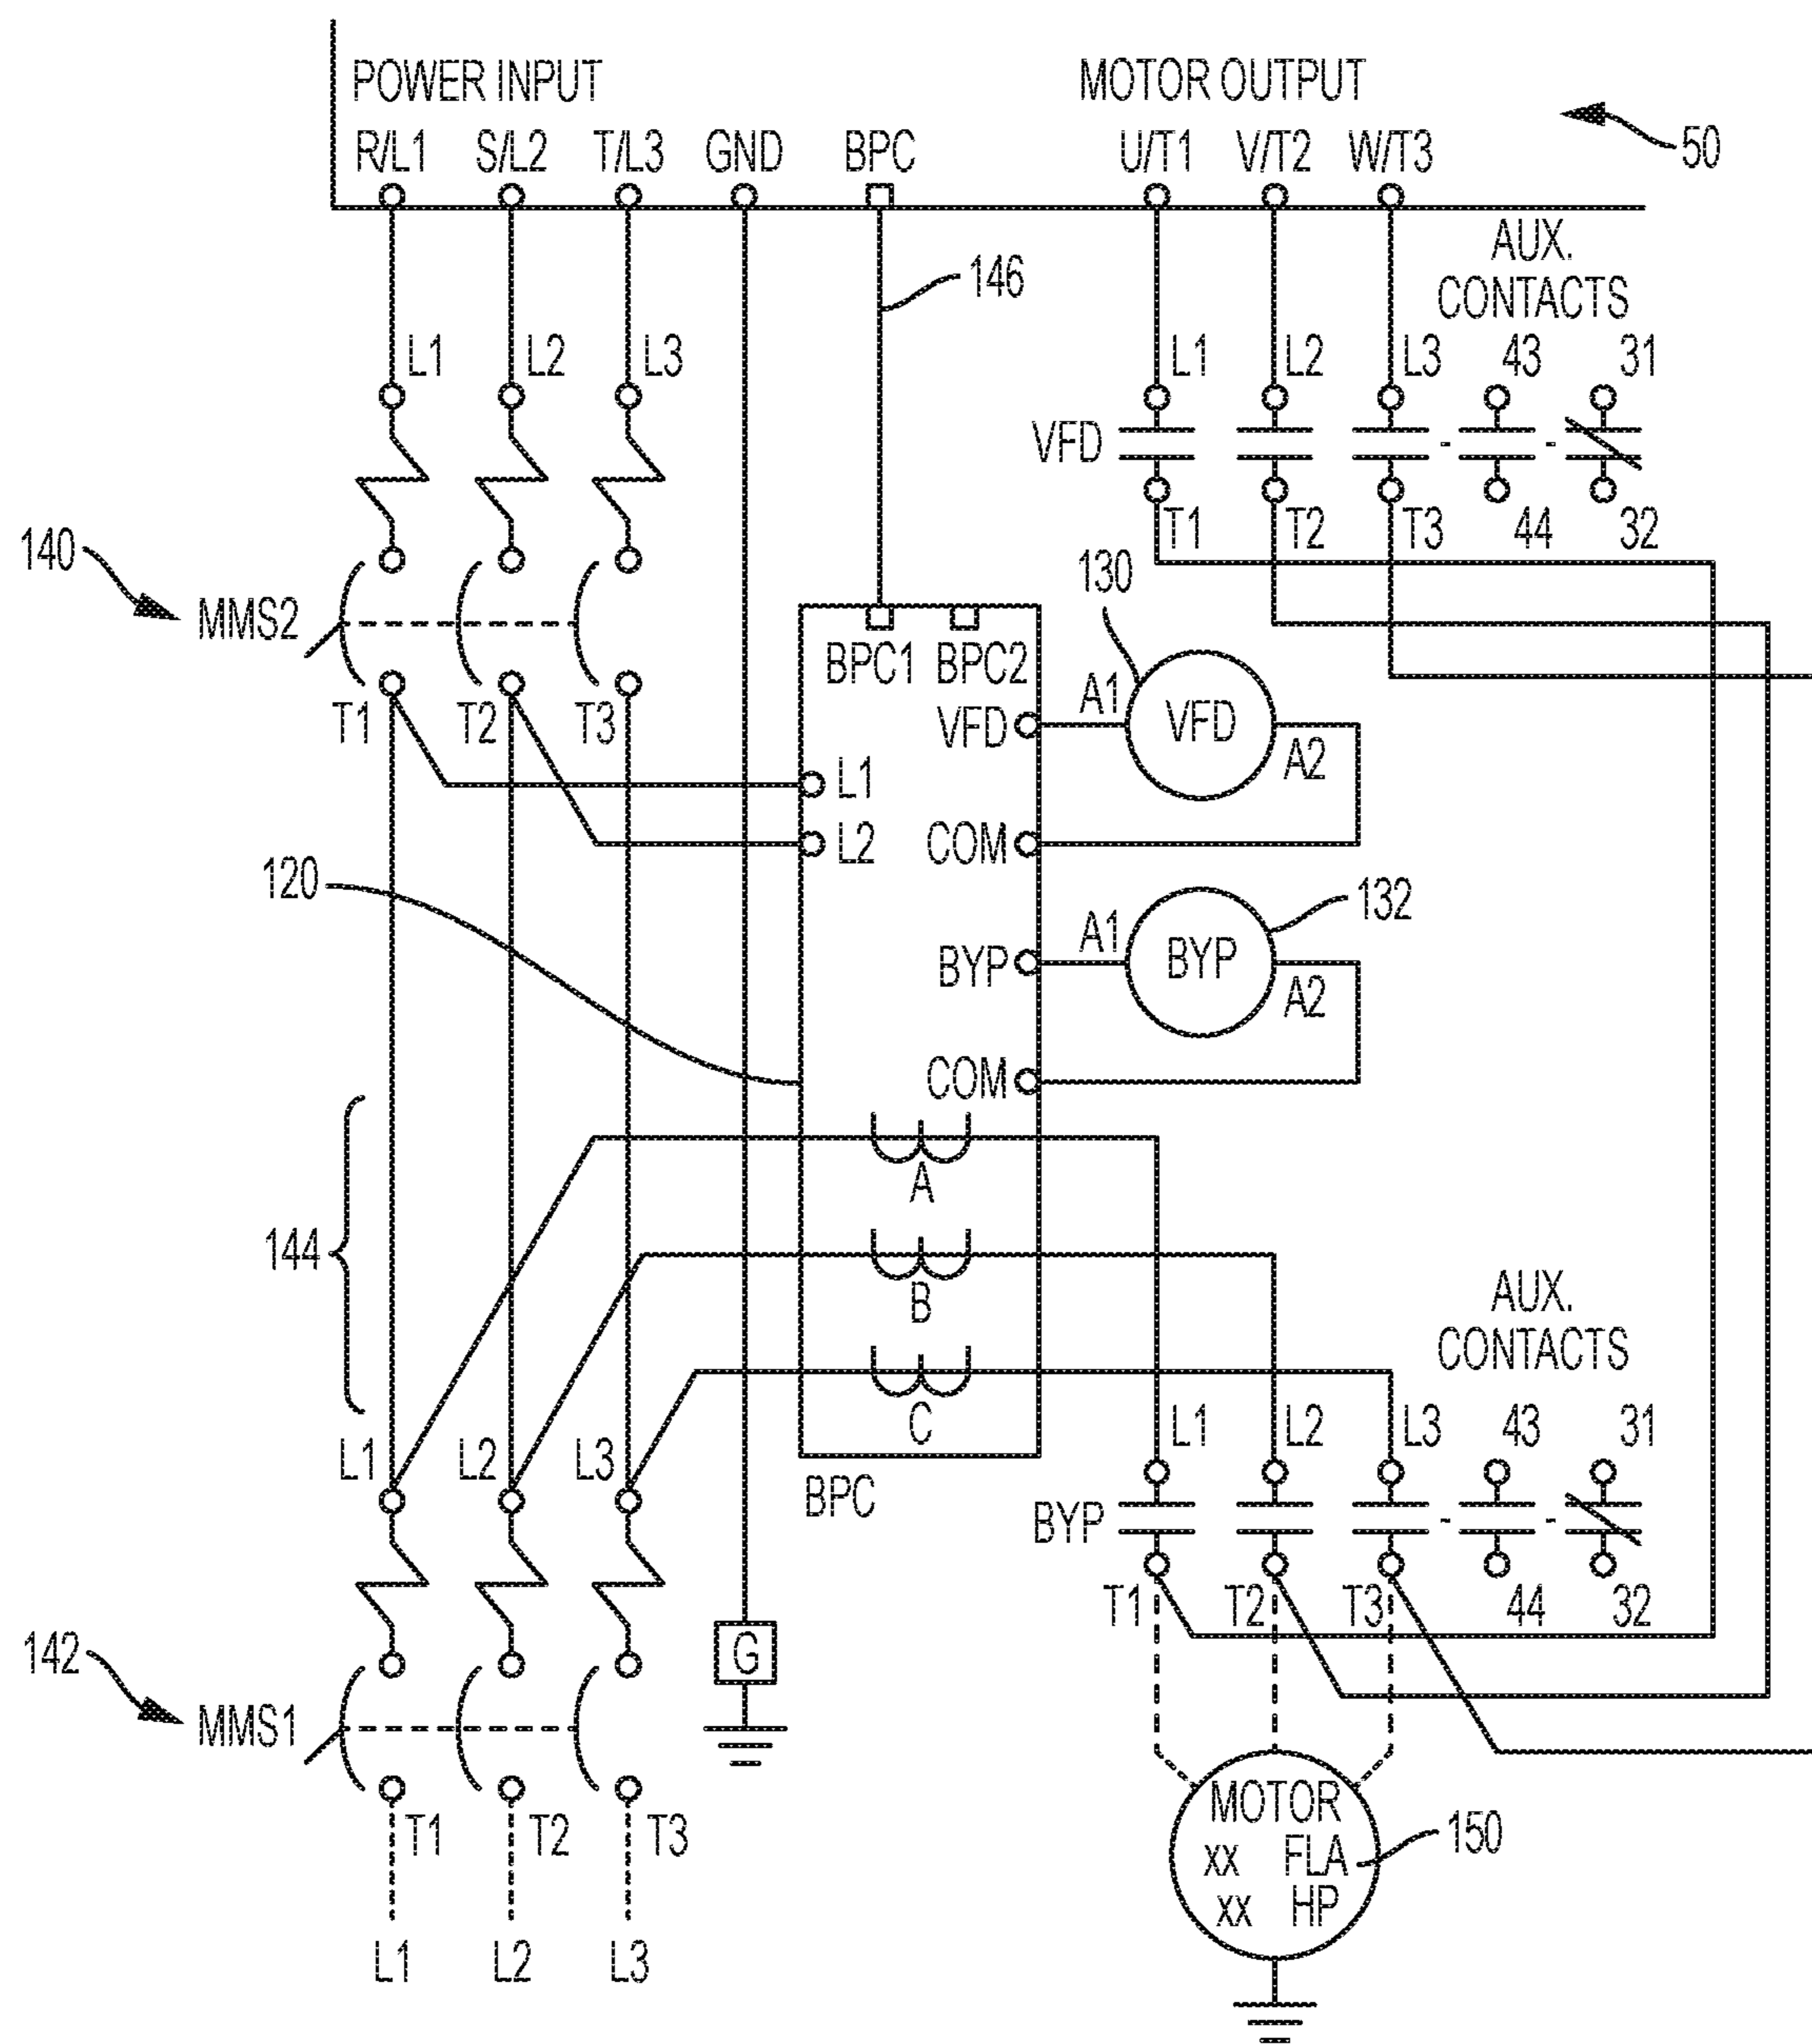 POWER INPUT MOTOR OUTPUT
R/L1 S/L2 T/L3 GND BPC U/T1 V/T2 W/T3
50
AUX.
CONTACTS
146
L1 L2 L3 L1 L2 L3 43 31
VFD
T1 T2 T3 44 32
140
MMS2
130
BPC1 BPC2
T1 T2 T3
VFD A1 VFD A2
L1
L2 COM
120
132
BYP A1 BYP A2
COM
A
144
B
AUX.
CONTACTS
C
L1 L2 L3 L1 L2 L3 43 31
BPC
BYP
T1 T2 T3 44 32
142
G
MMS1
T1 T2 T3
MOTOR
xx FLA
xx HP
150
L1 L2 L3